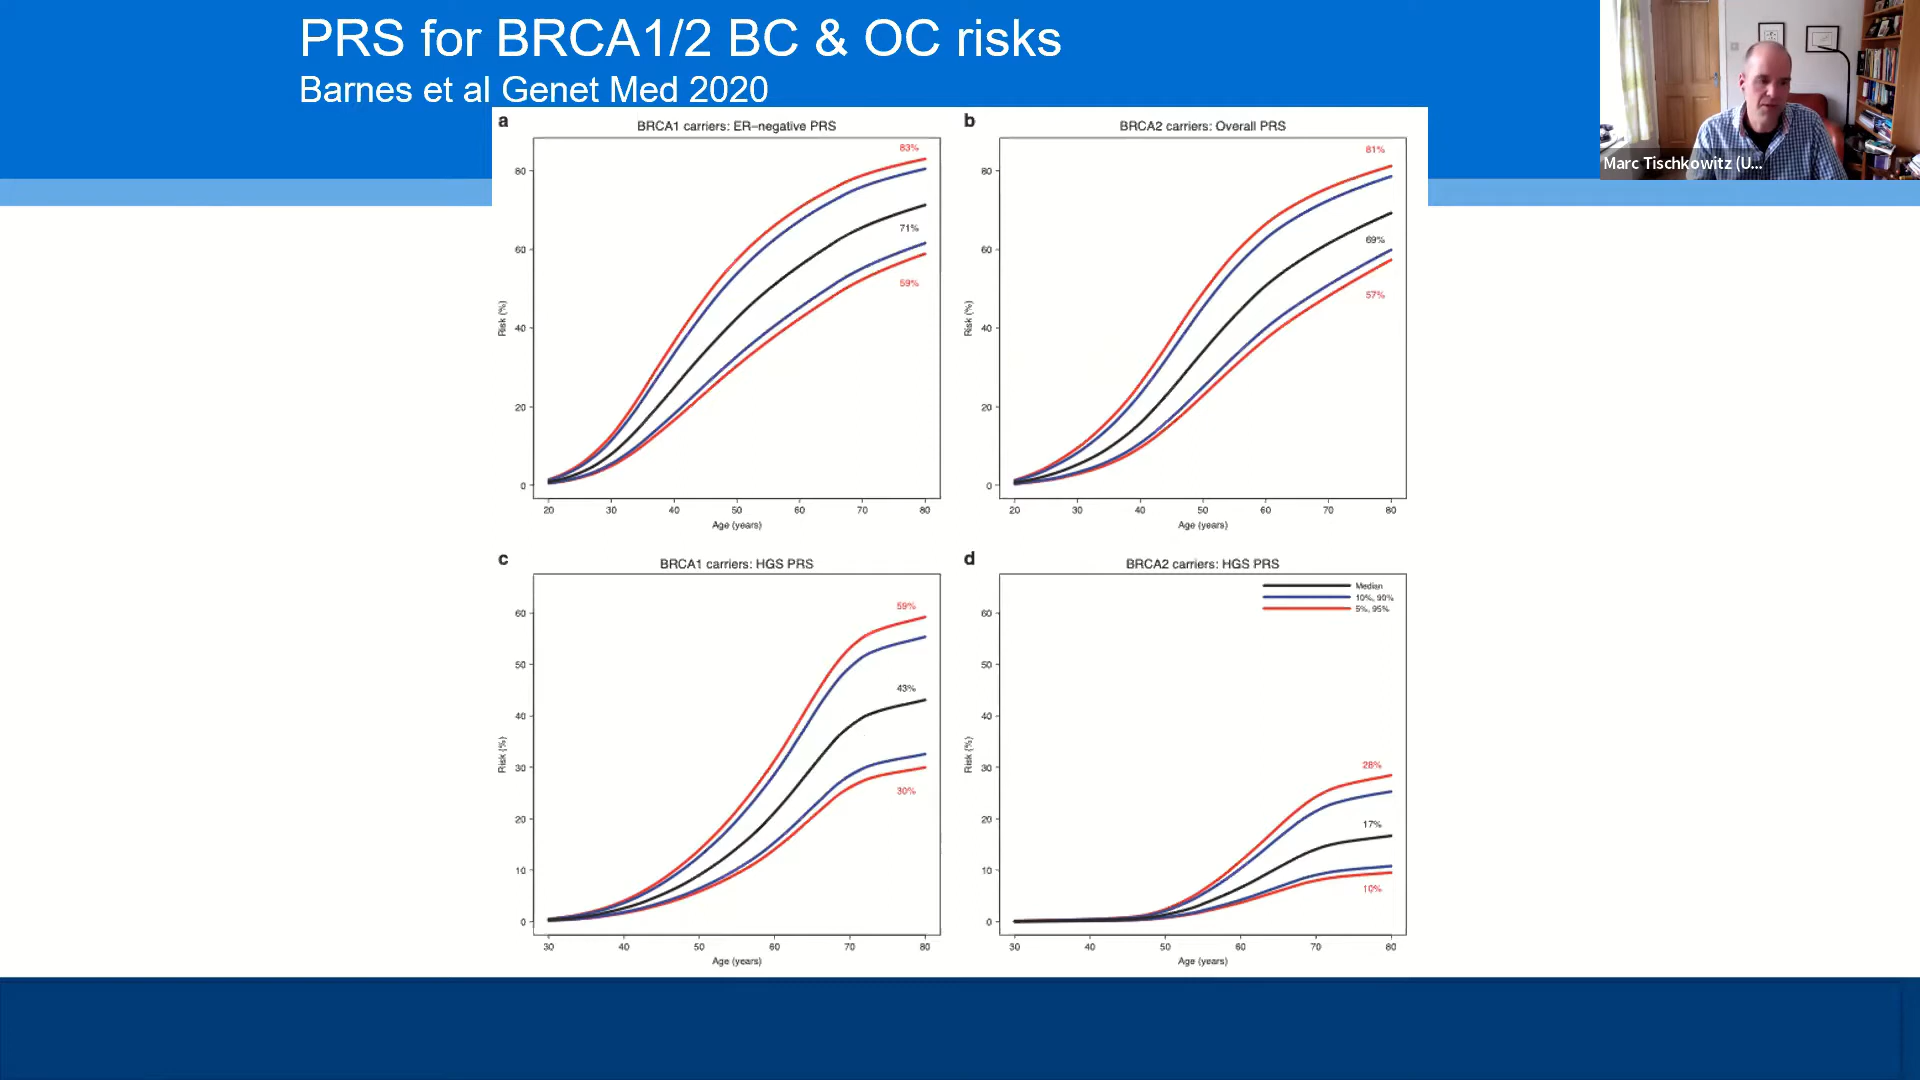 PRS for BRCA1/2 BC & OC risks
Barnes et al Genet Med 2020
Marc Tischkowitz (U...
a
BRCA1 carriers: ER–negative PRS
83%
71%
59%
Risk (%)
80
60
40
20
0
20 30 40 50 60 70 80
Age (years)
b
BRCA2 carriers: Overall PRS
81%
69%
57%
Risk (%)
80
60
40
20
0
20 30 40 50 60 70 80
Age (years)
c
BRCA1 carriers: HGS PRS
59%
43%
30%
Risk (%)
60
50
40
30
20
10
0
30 40 50 60 70 80
Age (years)
d
BRCA2 carriers: HGS PRS
Median
10%, 90%
5%, 95%
28%
17%
10%
Risk (%)
60
50
40
30
20
10
0
30 40 50 60 70 80
Age (years)